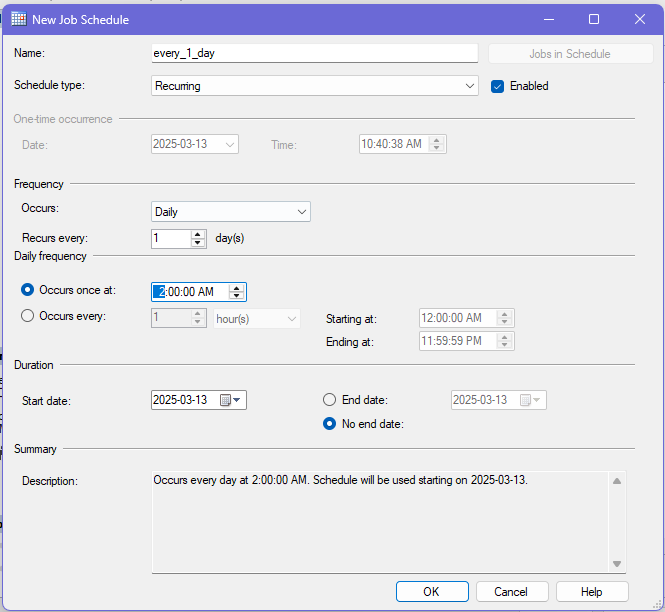 New Job Schedule
Name: every_1_day Jobs in Schedule
Schedule type: Recurring Enabled
One-time occurrence
Date: 2025-03-13 Time: 10:40:38 AM
Frequency
Occurs: Daily
Recurs every: 1 day(s)
Daily frequency
Occurs once at: 2:00:00 AM
Occurs every: 1 hour(s) Starting at: 12:00:00 AM
Ending at: 11:59:59 PM
Duration
Start date: 2025-03-13 End date: 2025-03-13
No end date:
Summary
Description: Occurs every day at 2:00:00 AM. Schedule will be used starting on 2025-03-13.
OK Cancel Help